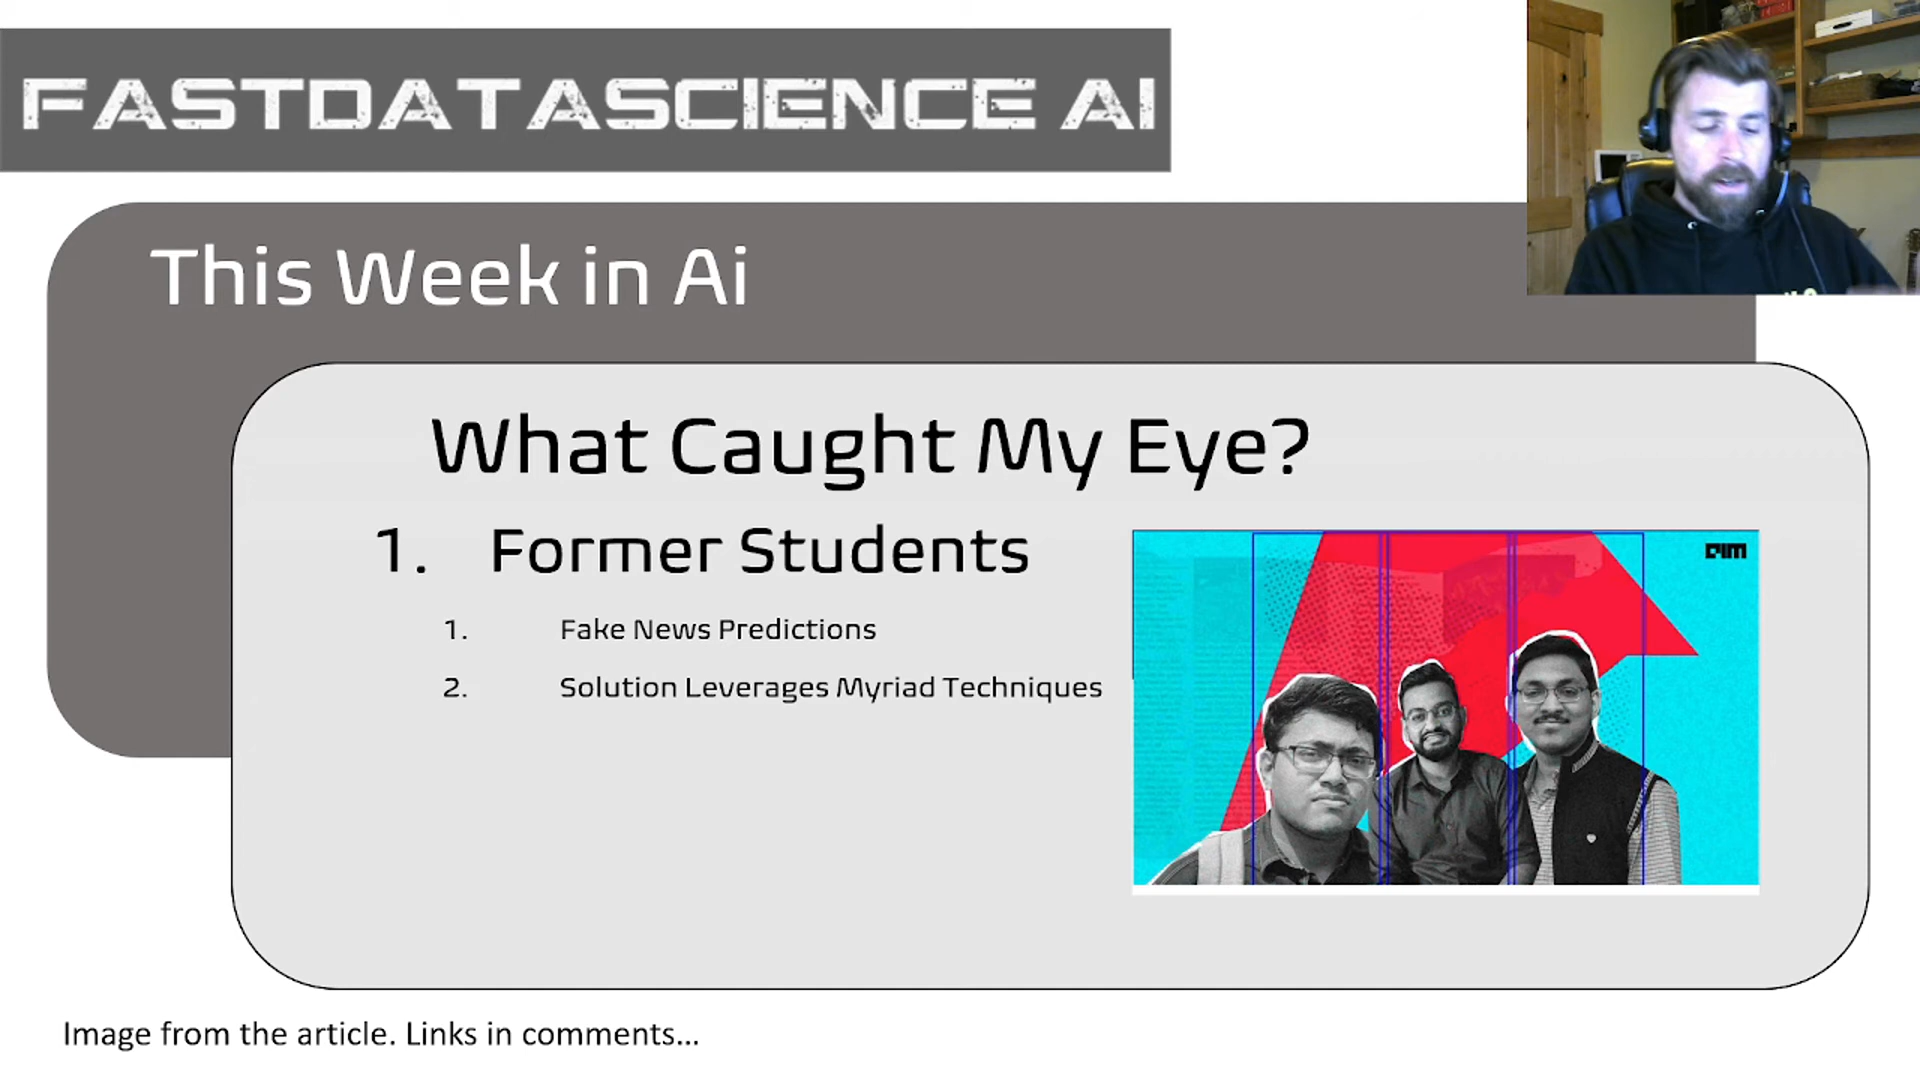 FASTDATASCIENCE AI
This Week in Ai
What Caught My Eye?
1. Former Students
1. Fake News Predictions
2. Solution Leverages Myriad Techniques
AIM
Image from the article. Links in comments...